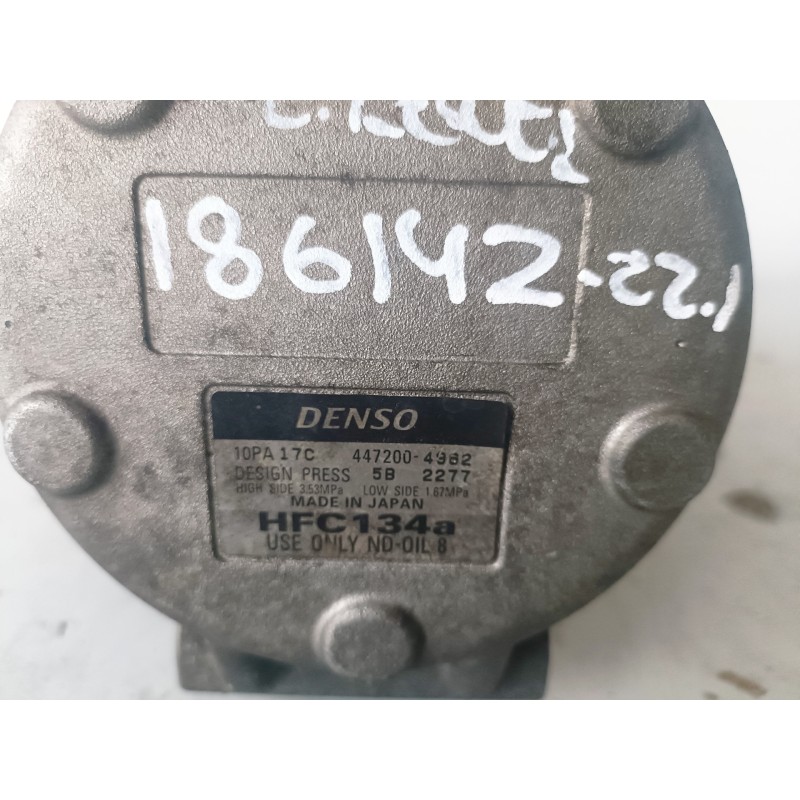 186142-22.1
DENSO
10PA 17C 447200-4962
DESIGN PRESS 5B 2277
HIGH SIDE 3.53MPa LOW SIDE 1.67MPa
MADE IN JAPAN
HFC134a
USE ONLY ND-OIL 8